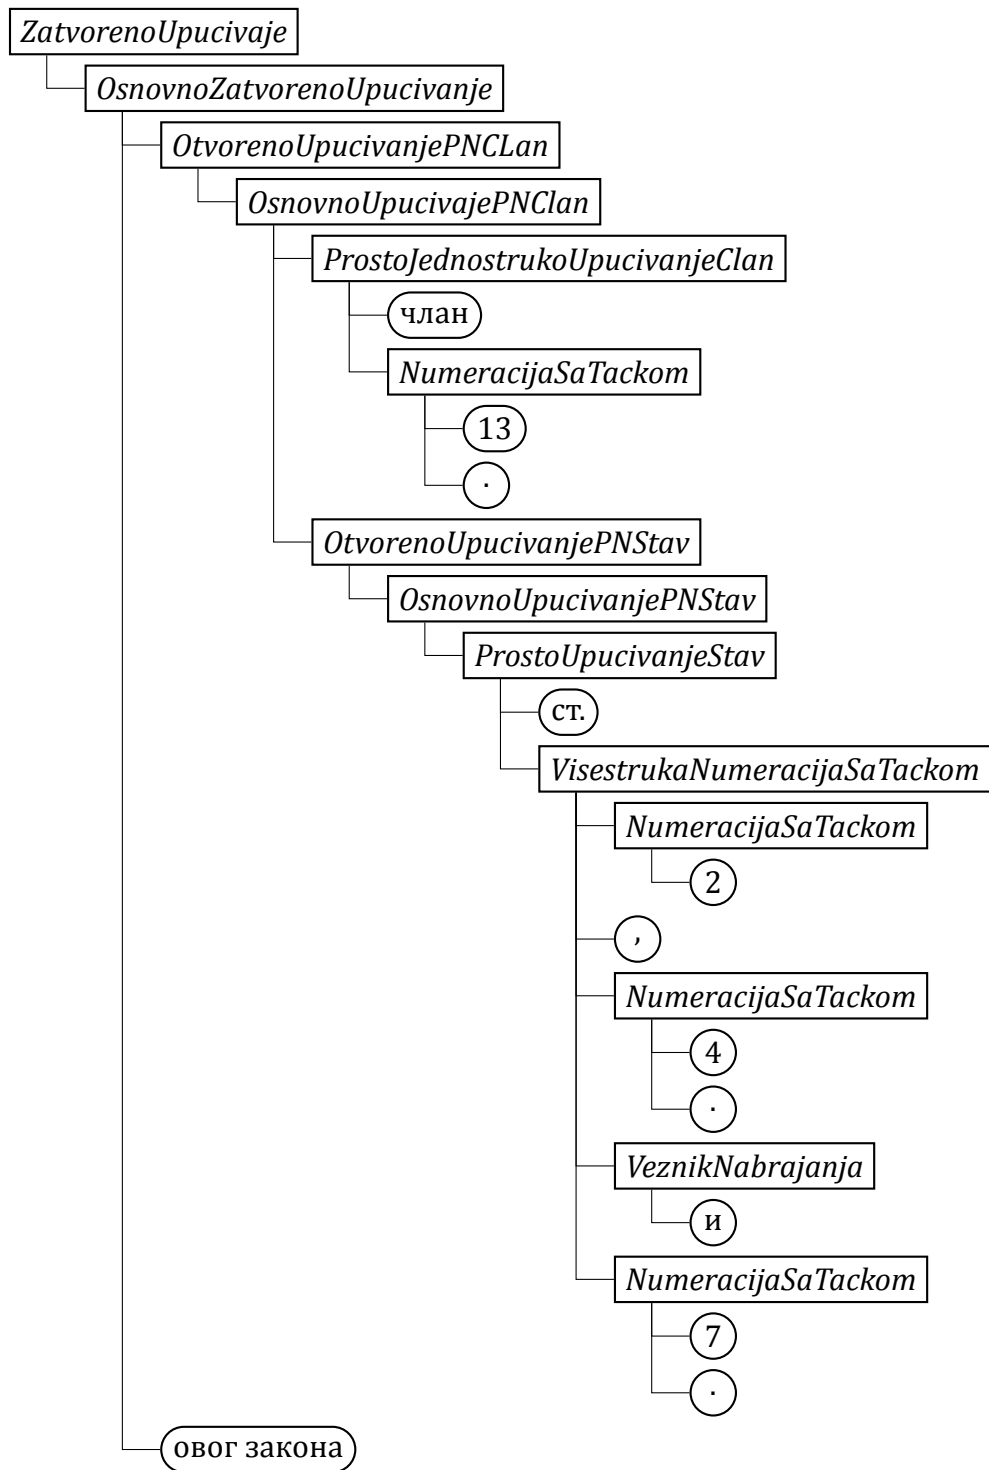 ZatvorenoUpucivaje
OsnovnoZatvorenoUpucivanje
OtvorenoUpucivanjePNCLan
OsnovnoUpucivajePNClan
ProstoJednostrukoUpucivanjeClan
члан
NumeracijaSaTackom
13
.
OtvorenoUpucivanjePNStav
OsnovnoUpucivanjePNStav
ProstoUpucivanjeStav
ст.
VisestrukaNumeracijaSaTackom
NumeracijaSaTackom
2
,
NumeracijaSaTackom
4
.
VeznikNabrajanja
и
NumeracijaSaTackom
7
.
овог закона